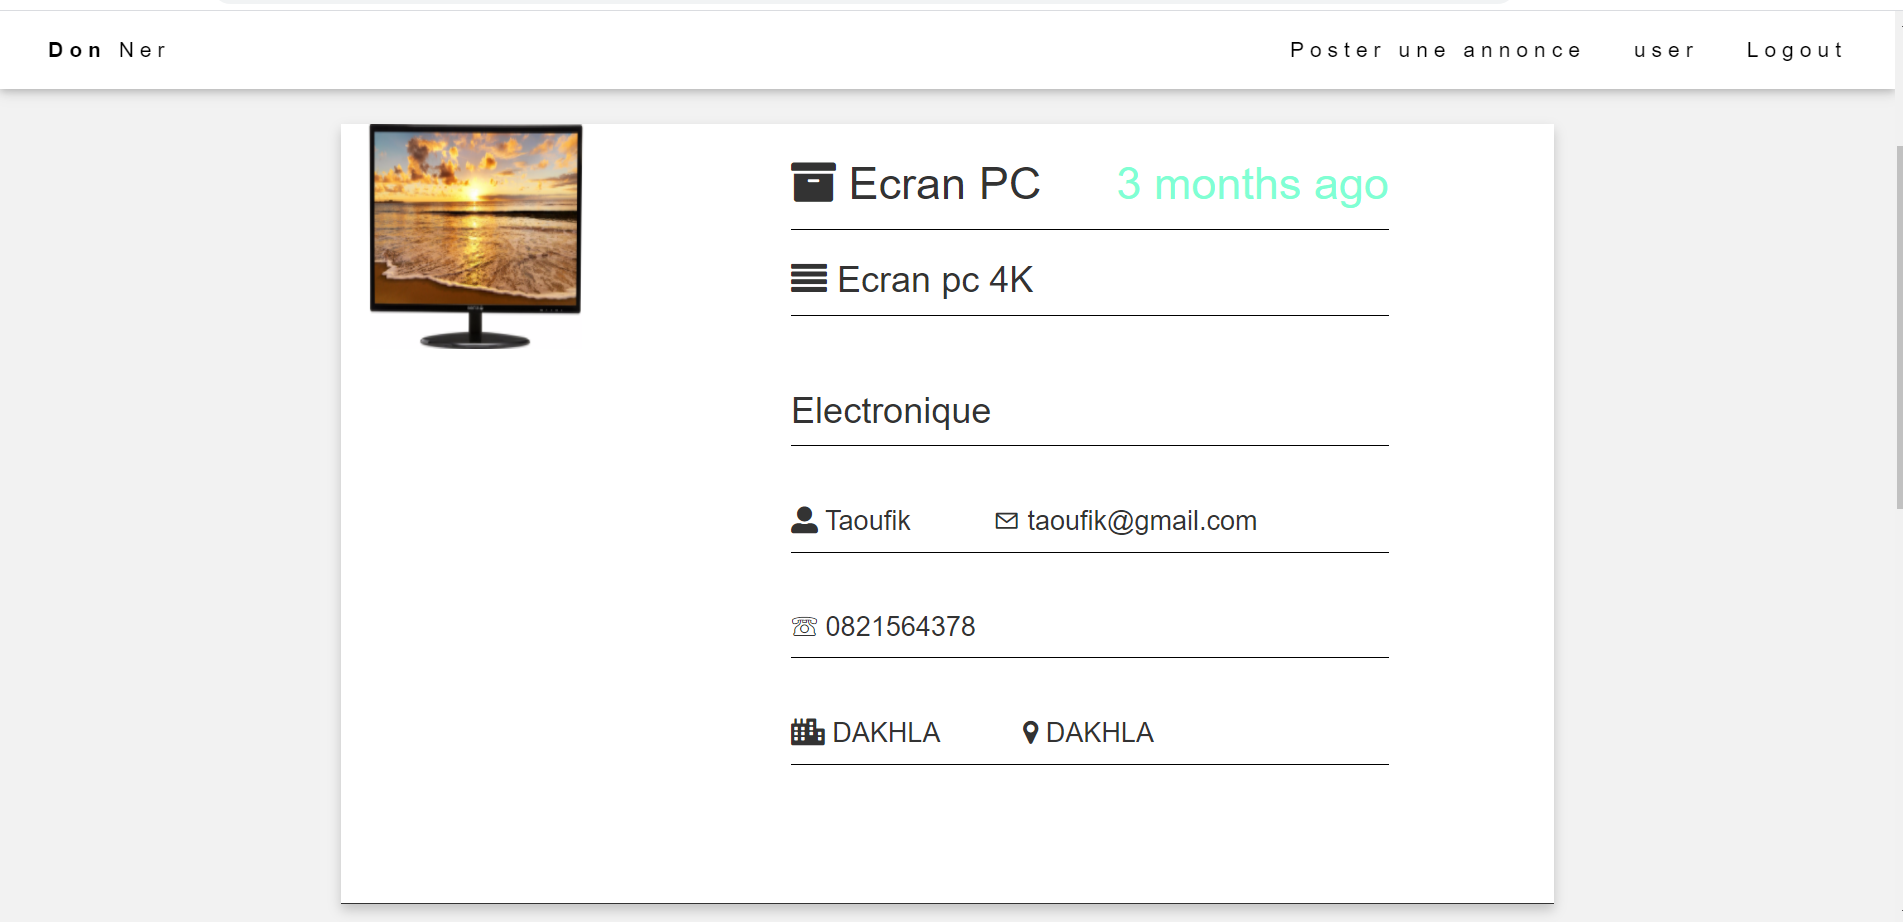 Don Ner Poster une annonce user Logout
Ecran PC 3 months ago
Ecran pc 4K
Electronique
Taoufik taoufik@gmail.com
0821564378
DAKHLA DAKHLA